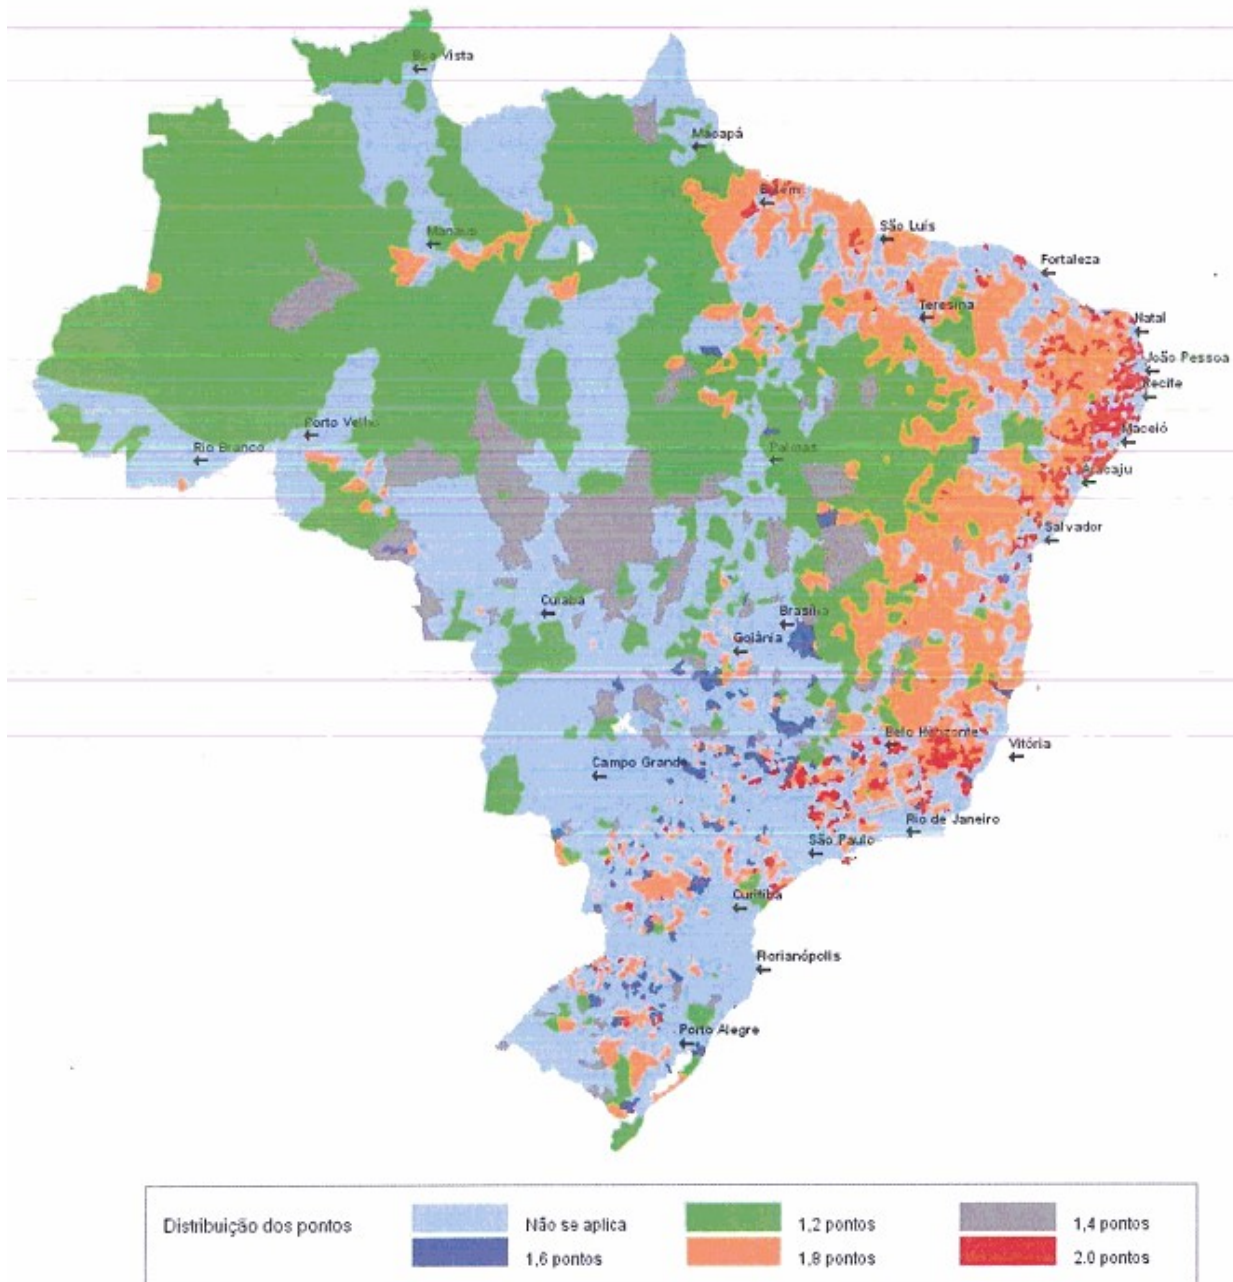 Boa Vista
Macapá
Belém
São Luís
Manaus
Fortaleza
Teresina
Natal
João Pessoa
Recife
Porto Velho
Maceió
Rio Branco
Palmas
Aracaju
Salvador
Cuiabá
Brasília
Goiânia
Belo Horizonte
Vitória
Campo Grande
Rio de Janeiro
São Paulo
Curitiba
Florianópolis
Porto Alegre
Distribuição dos pontos
Não se aplica
1,2 pontos
1,4 pontos
1,6 pontos
1,8 pontos
2.0 pontos